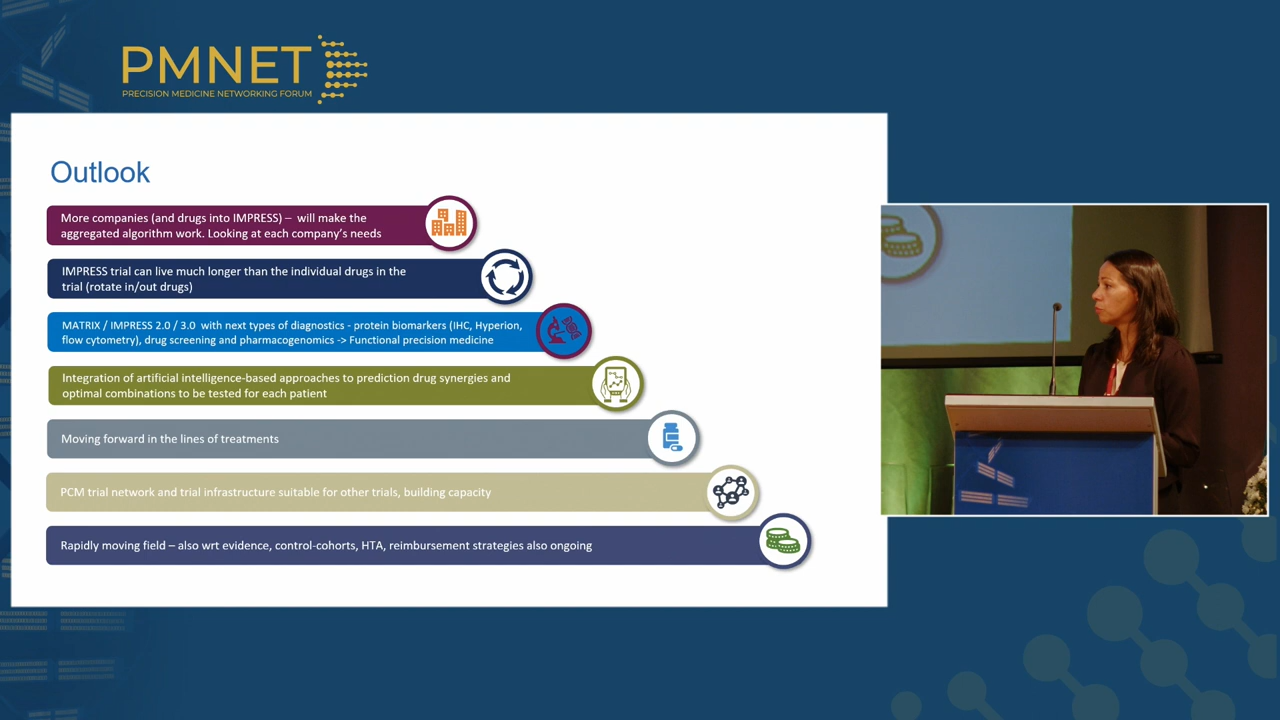 PMNET
PRECISION MEDICINE NETWORKING FORUM
Outlook
More companies (and drugs into IMPRESS) – will make the
aggregated algorithm work. Looking at each company's needs
IMPRESS trial can live much longer than the individual drugs in the
trial (rotate in/out drugs)
MATRIX / IMPRESS 2.0 / 3.0 with next types of diagnostics - protein biomarkers (IHC, Hyperion,
flow cytometry), drug screening and pharmacogenomics -> Functional precision medicine
Integration of artificial intelligence-based approaches to prediction drug synergies and
optimal combinations to be tested for each patient
Moving forward in the lines of treatments
PCM trial network and trial infrastructure suitable for other trials, building capacity
Rapidly moving field – also wrt evidence, control-cohorts, HTA, reimbursement strategies also ongoing